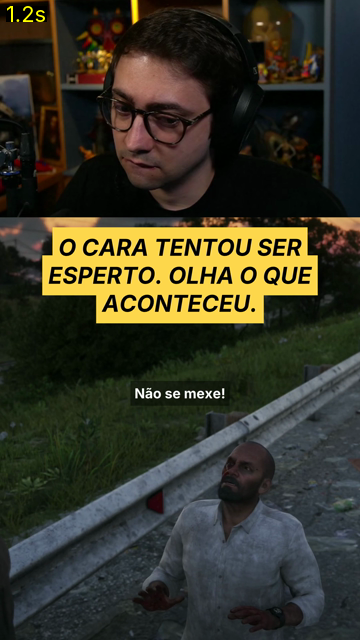 1.2s
O CARA TENTOU SER
ESPERTO. OLHA O QUE
ACONTECEU.
Não se mexe!